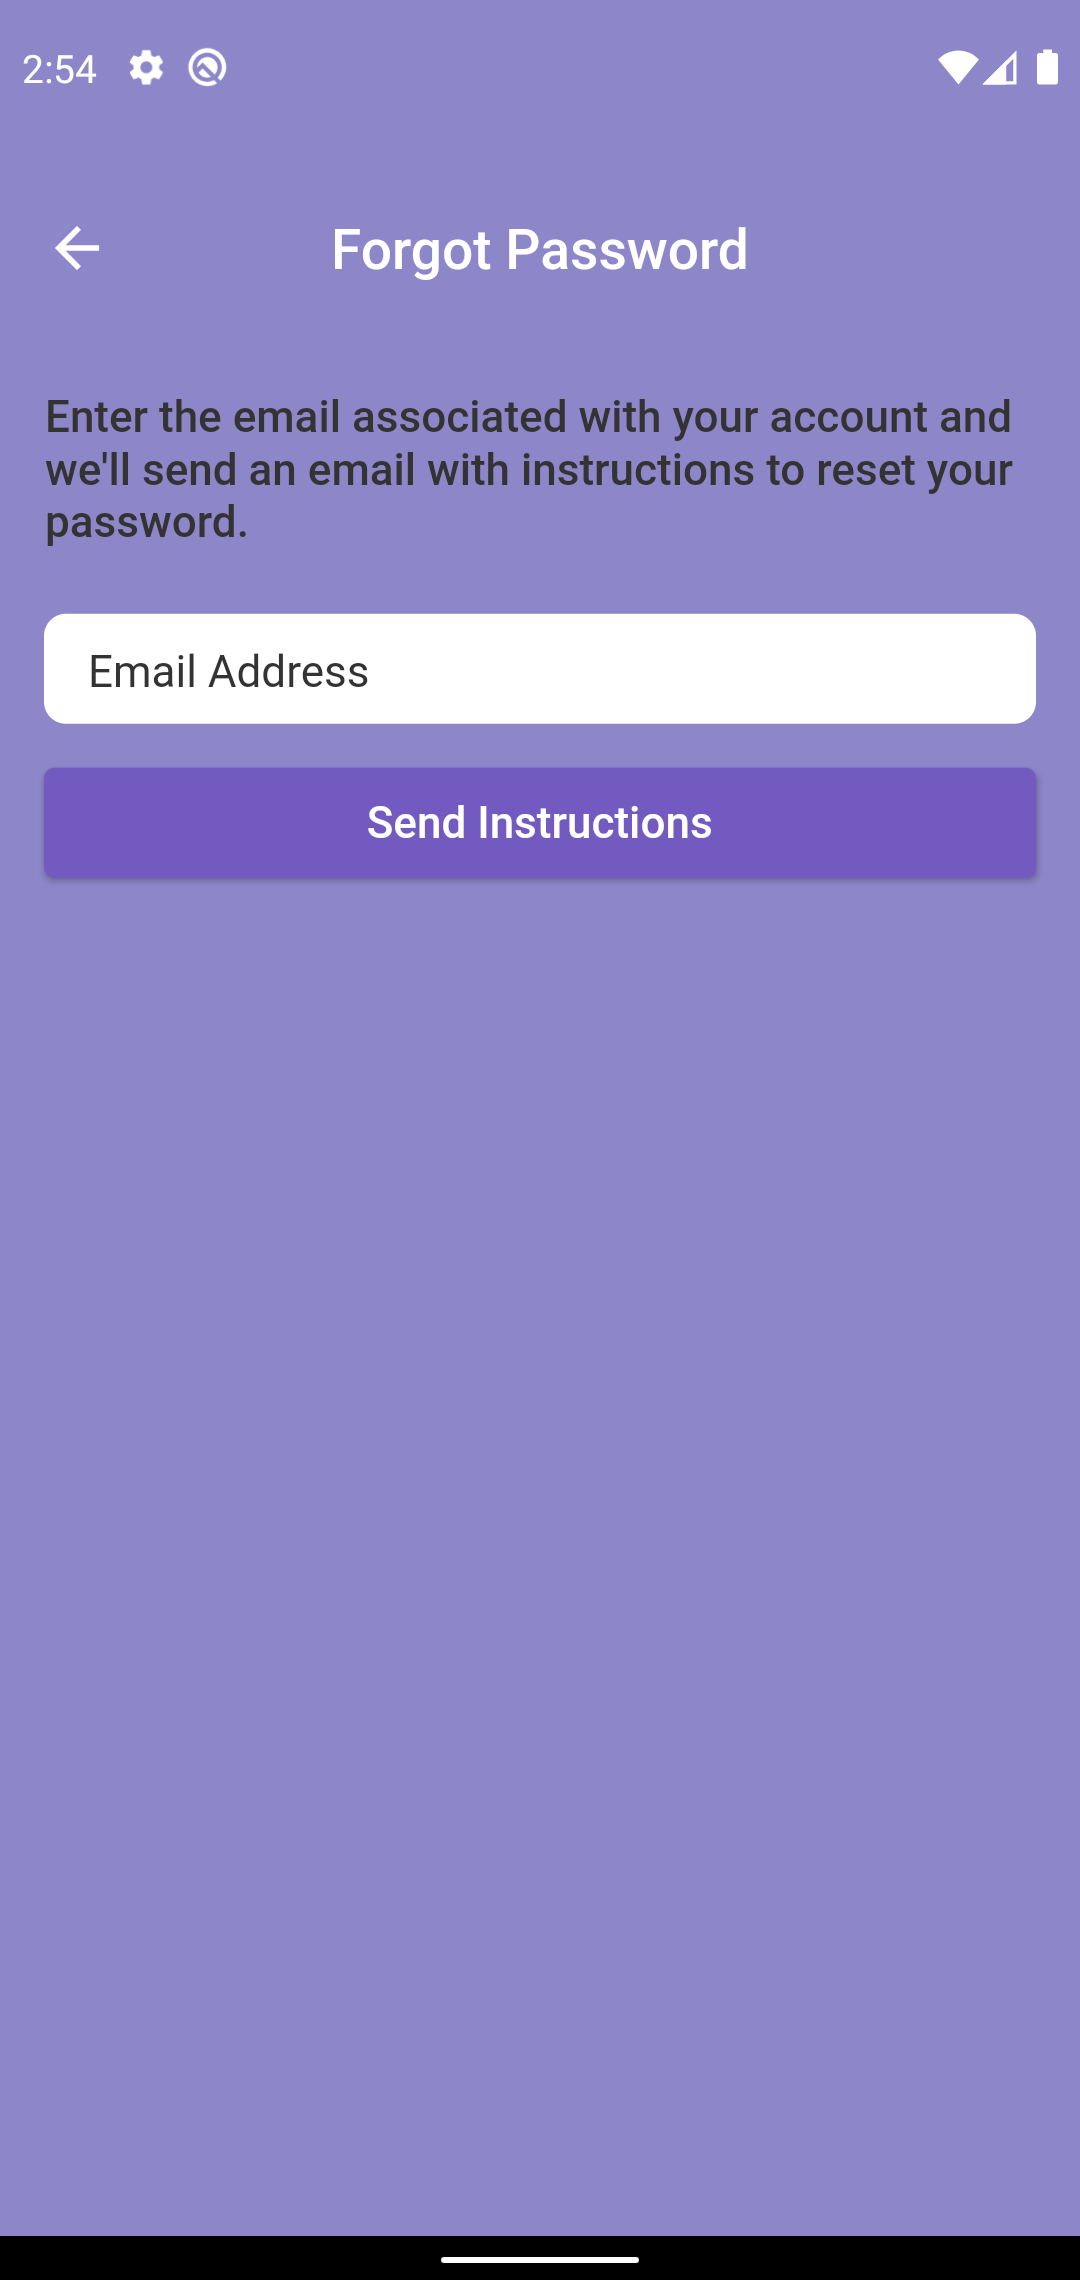 2:54
Forgot Password
Enter the email associated with your account and
we'll send an email with instructions to reset your
password.
Email Address
Send Instructions